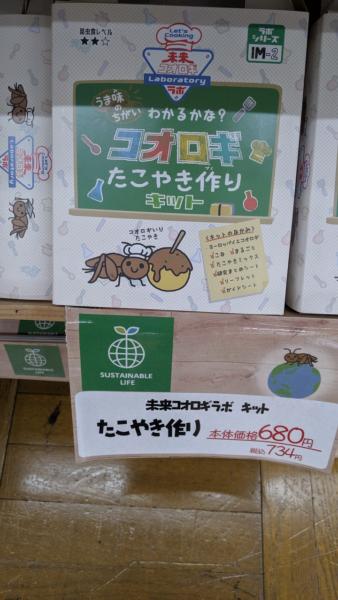 Let's Cooking
未来
コオロギ
Laboratory
ラボ
昆虫食レベル
★★☆
ラボ
シリーズ
IM-2
うま味の
ちがい わかるかな?
コオロギ
たこやき作り
キット
コオロギいり
たこやき
SUSTAINABLE
LIFE
未来コオロギラボ キット
たこやき作り 本体価格680円
税込734円